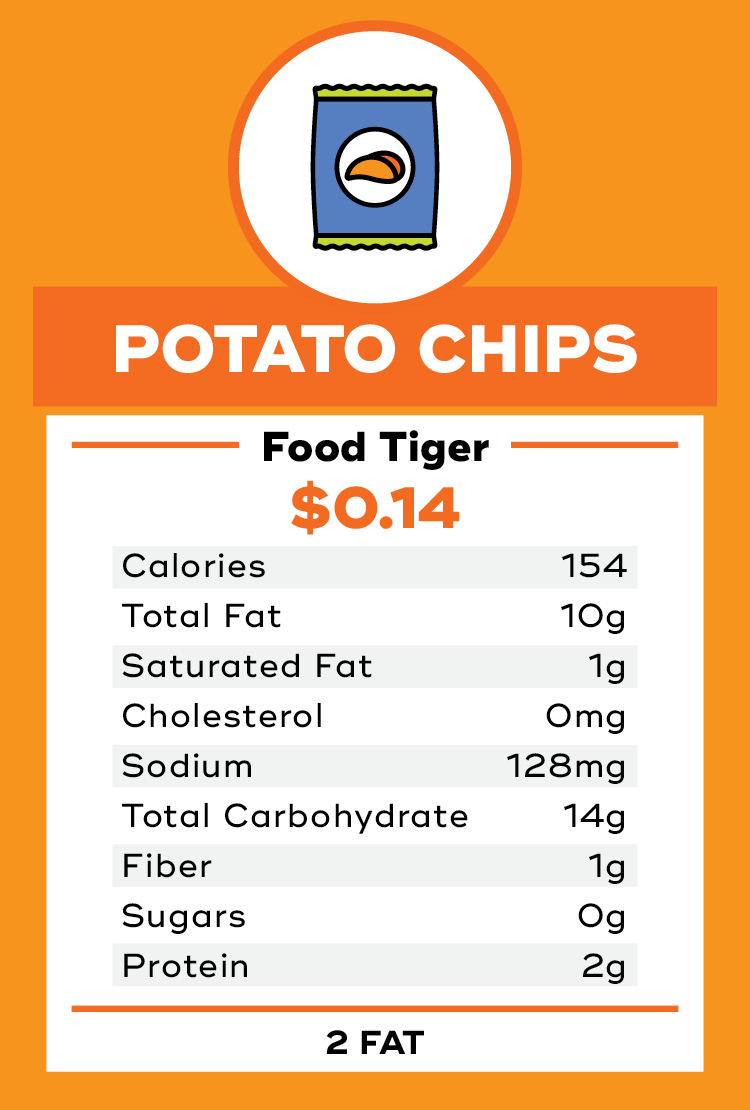 POTATO CHIPS
Food Tiger
$0.14
Calories 154
Total Fat 10g
Saturated Fat 1g
Cholesterol 0mg
Sodium 128mg
Total Carbohydrate 14g
Fiber 1g
Sugars 0g
Protein 2g
2 FAT